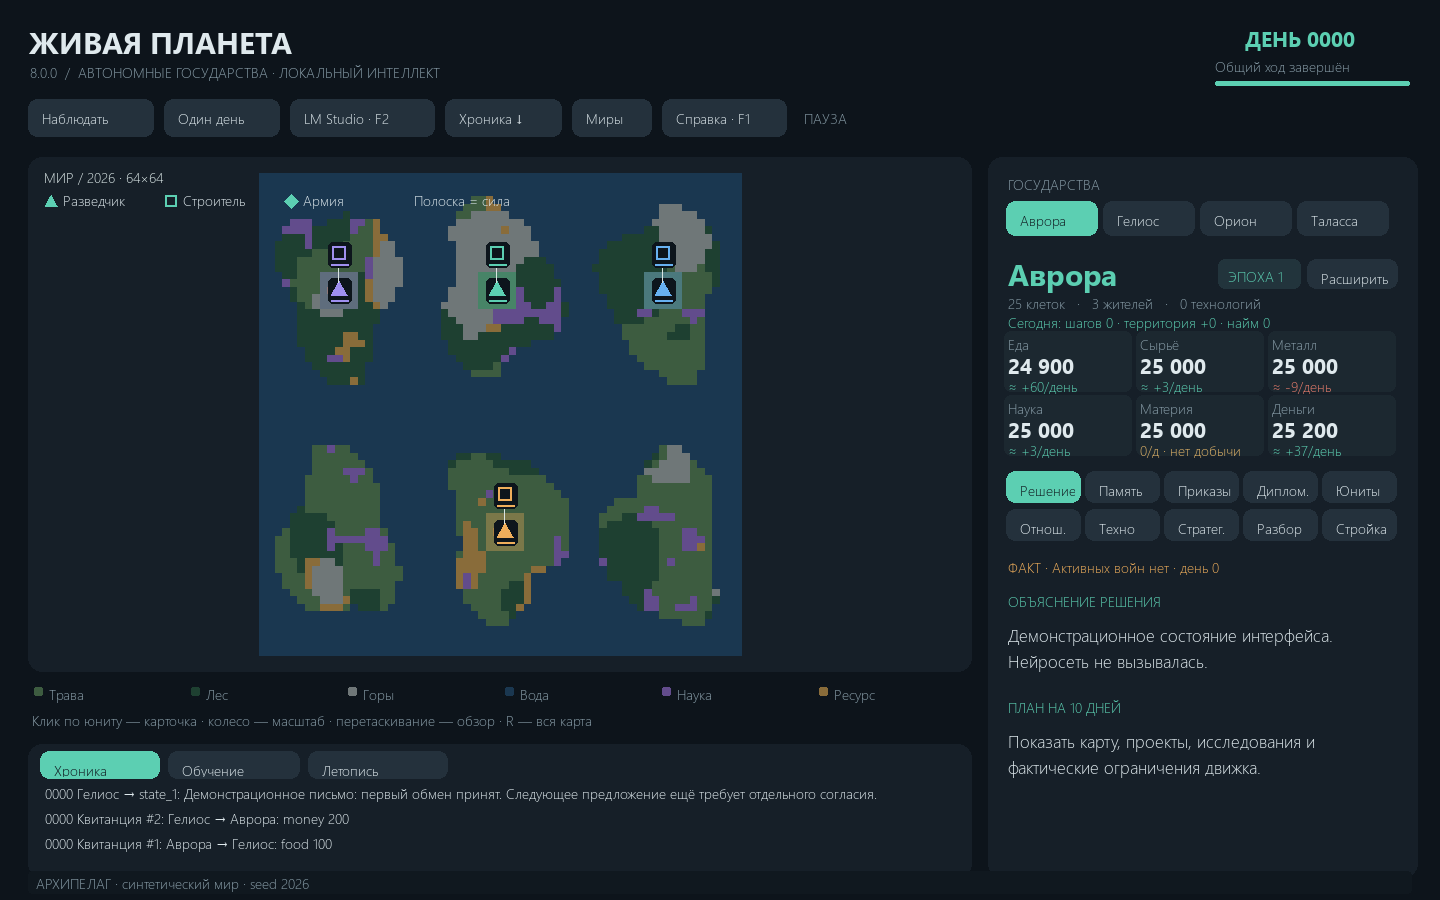 ЖИВАЯ ПЛАНЕТА
8.0.0 / АВТОНОМНЫЕ ГОСУДАРСТВА · ЛОКАЛЬНЫЙ ИНТЕЛЛЕКТ
ДЕНЬ 0000
Общий ход завершён
Наблюдать
Один день
LM Studio · F2
Хроника ↓
Миры
Справка · F1
ПАУЗА
МИР / 2026 · 64×64
Разведчик
Строитель
Армия
Полоска = сила
Трава
Лес
Горы
Вода
Наука
Ресурс
Клик по юниту — карточка · колесо — масштаб · перетаскивание — обзор · R — вся карта
Хроника
Обучение
Летопись
0000 Гелиос → state_1: Демонстрационное письмо: первый обмен принят. Следующее предложение ещё требует отдельного согласия.
0000 Квитанция #2: Гелиос → Аврора: money 200
0000 Квитанция #1: Аврора → Гелиос: food 100
АРХИПЕЛАГ · синтетический мир · seed 2026
ГОСУДАРСТВА
Аврора
Гелиос
Орион
Таласса
Аврора
ЭПОХА 1
Расширить
25 клеток · 3 жителей · 0 технологий
Сегодня: шагов 0 · территория +0 · найм 0
Еда
24 900
≈ +60/день
Сырьё
25 000
≈ +3/день
Металл
25 000
≈ -9/день
Наука
25 000
≈ +3/день
Материя
25 000
0/д · нет добычи
Деньги
25 200
≈ +37/день
Решение
Память
Приказы
Диплом.
Юниты
Отнош.
Техно
Стратег.
Разбор
Стройка
ФАКТ · Активных войн нет · день 0
ОБЪЯСНЕНИЕ РЕШЕНИЯ
Демонстрационное состояние интерфейса.
Нейросеть не вызывалась.
ПЛАН НА 10 ДНЕЙ
Показать карту, проекты, исследования и
фактические ограничения движка.